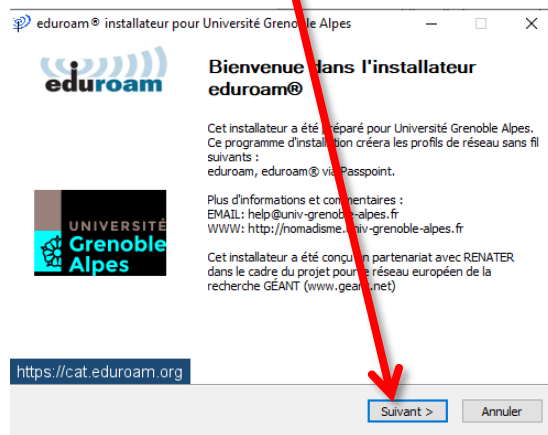 eduroam® installateur pour Université Grenoble Alpes
eduroam
Bienvenue dans l'installateur
eduroam®
Cet installateur a été préparé pour Université Grenoble Alpes.
Ce programme d'installation créera les profils de réseau sans fil
suivants :
eduroam, eduroam® via Passpoint.
Plus d'informations et commentaires :
EMAIL: help@univ-grenoble-alpes.fr
WWW: http://nomadisme.univ-grenoble-alpes.fr
Cet installateur a été conçu en partenariat avec RENATER
dans le cadre du projet pour le réseau européen de la
recherche GÉANT (www.geant.net)
UNIVERSITÉ
Grenoble
Alpes
https://cat.eduroam.org
Suivant >
Annuler